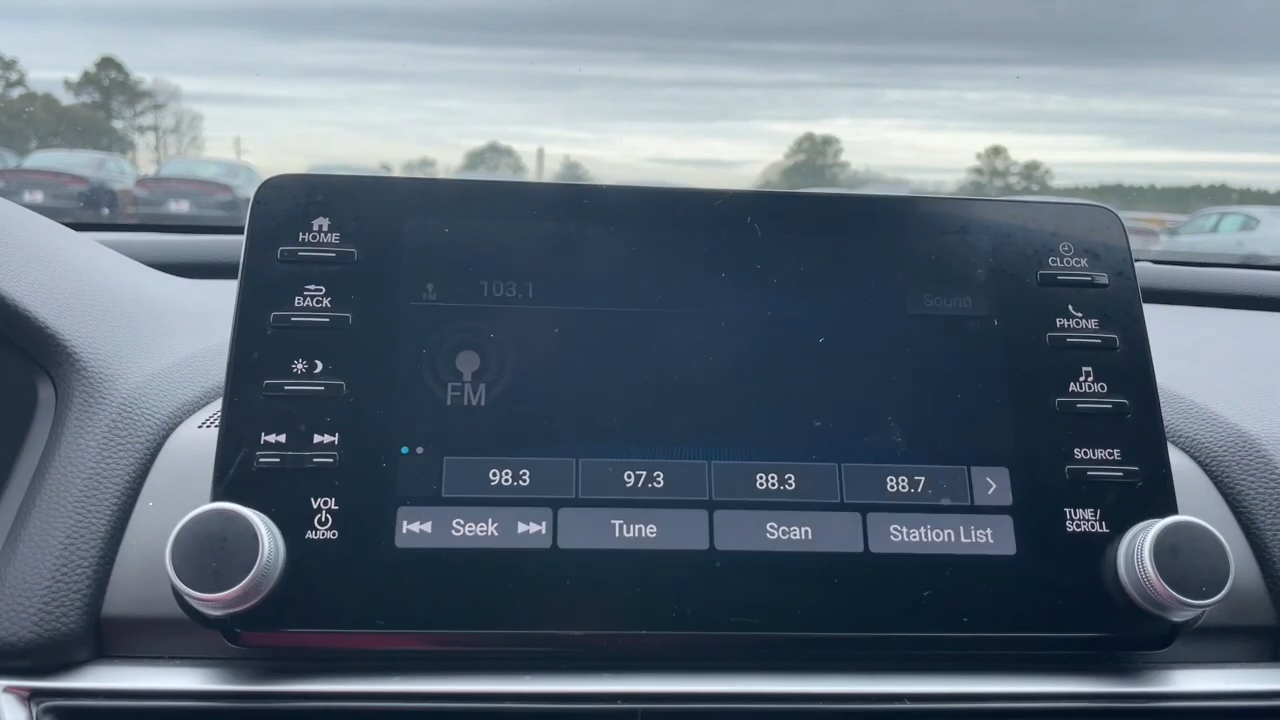 HOME
BACK
VOL
AUDIO
FM 103.1
Sound
FM
98.3 97.3 88.3 88.7
Seek Tune Scan Station List
CLOCK
PHONE
AUDIO
SOURCE
TUNE/
SCROLL